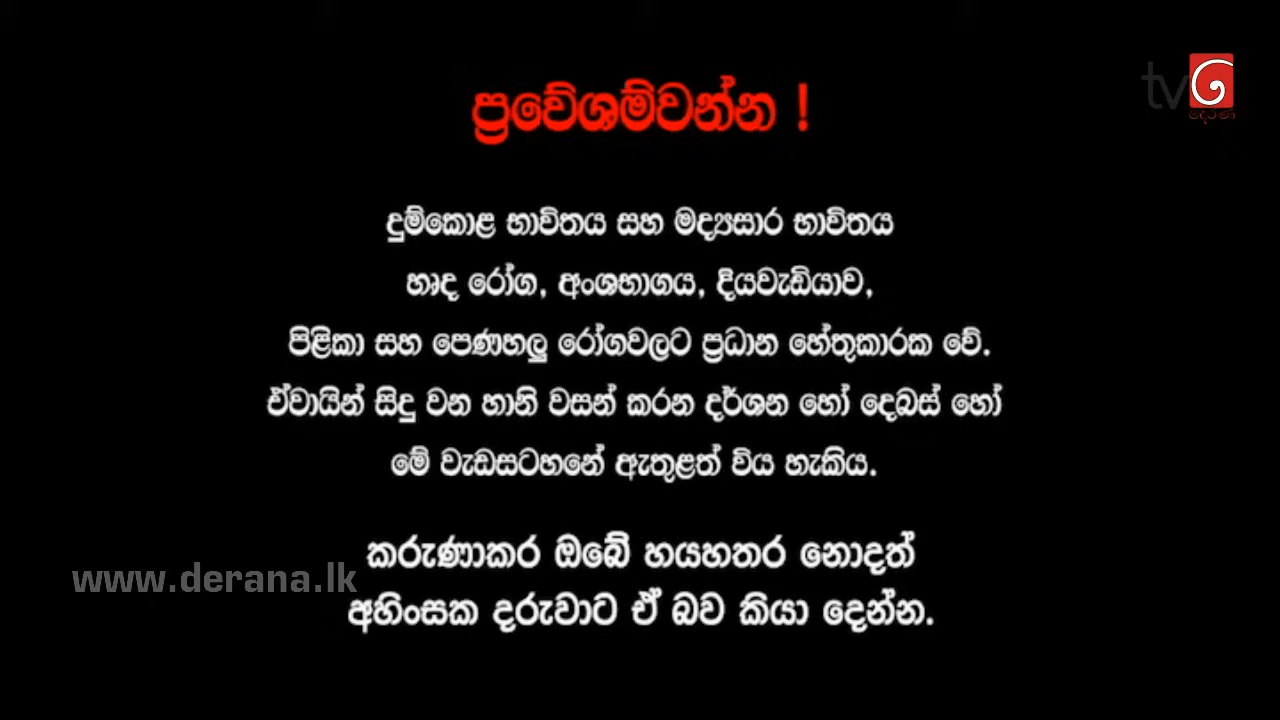 ප්‍රවේශම්වන්න !
tv
දෙරණ
දුම්කොළ භාවිතය සහ මද්‍යසාර භාවිතය
හෘද රෝග, අංශභාගය, දියවැඩියාව,
පිළිකා සහ පෙණහලු රෝගවලට ප්‍රධාන හේතුකාරක වේ.
ඒවායින් සිදු වන හානි වසන් කරන දර්ශන හෝ දෙබස් හෝ
මේ වැඩසටහනේ ඇතුළත් විය හැකිය.
කරුණාකර ඔබේ හයහතර නොදත්
www.derana.lk
අහිංසක දරුවාට ඒ බව කියා දෙන්න.